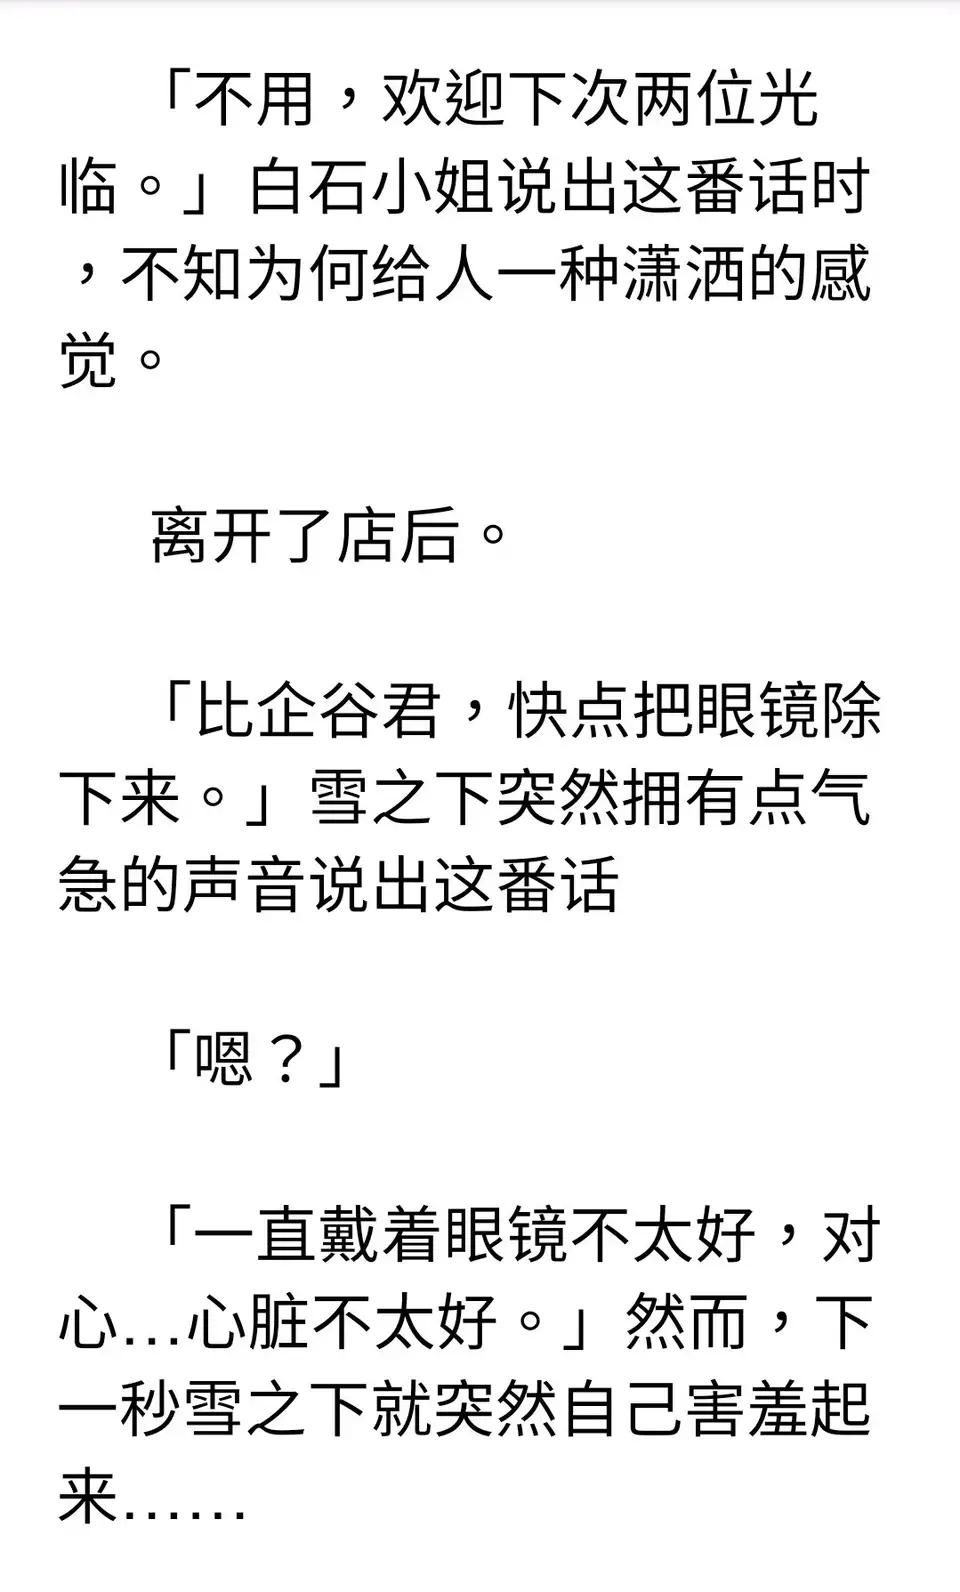 「不用，欢迎下次两位光
临。」白石小姐说出这番话时
，不知为何给人一种潇洒的感
觉。
离开了店后。
「比企谷君，快点把眼镜除
下来。」雪之下突然拥有点气
急的声音说出这番话
「嗯？」
「一直戴着眼镜不太好，对
心…心脏不太好。」然而，下
一秒雪之下就突然自己害羞起
来……